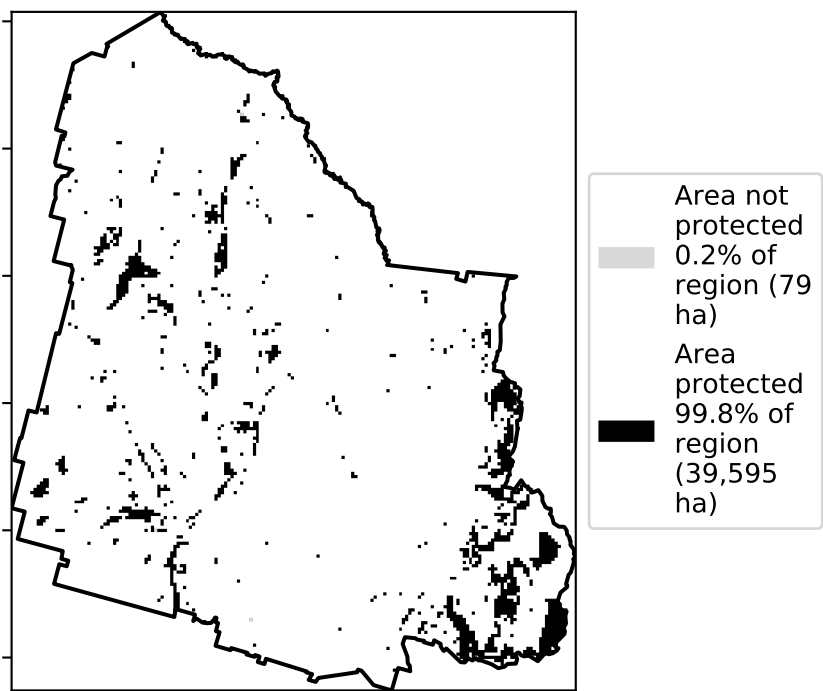 Area not
protected
0.2% of
region (79
ha)
Area
protected
99.8% of
region
(39,595
ha)